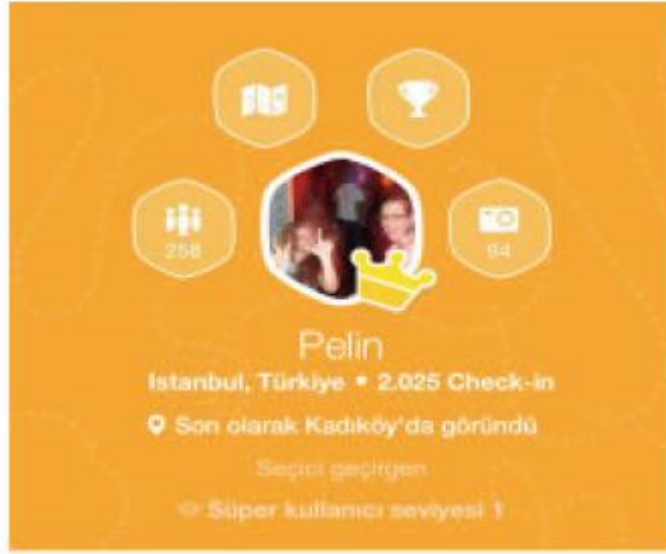 258
94
Pelin
Istanbul, Türkiye • 2.025 Check-in
Son olarak Kadıköy'da göründü
Seçici geçirgen
Süper kullanıcı seviyesi 1